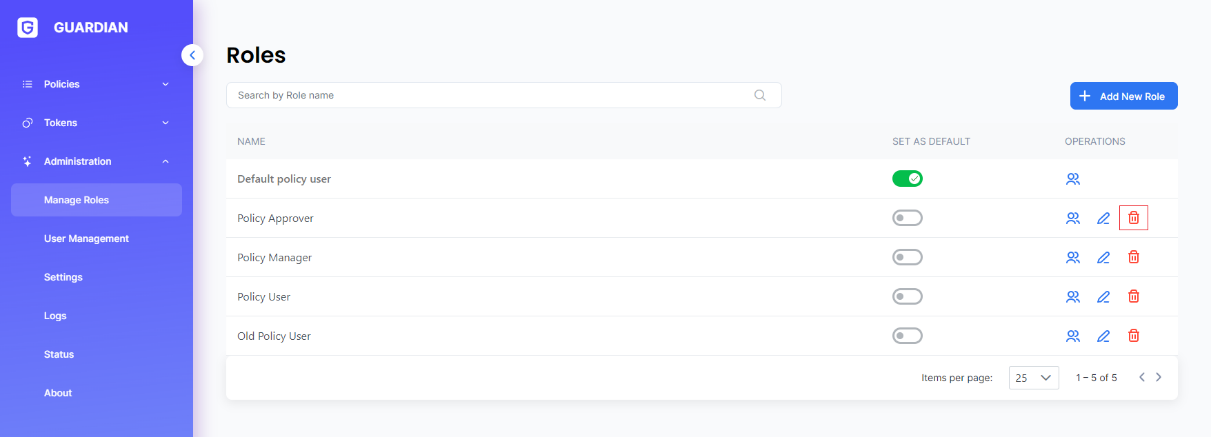 GUARDIAN
Policies
Tokens
Administration
Manage Roles
User Management
Settings
Logs
Status
About
Roles
Search by Role name
Add New Role
NAME SET AS DEFAULT OPERATIONS
Default policy user
Policy Approver
Policy Manager
Policy User
Old Policy User
Items per page: 25 1 – 5 of 5